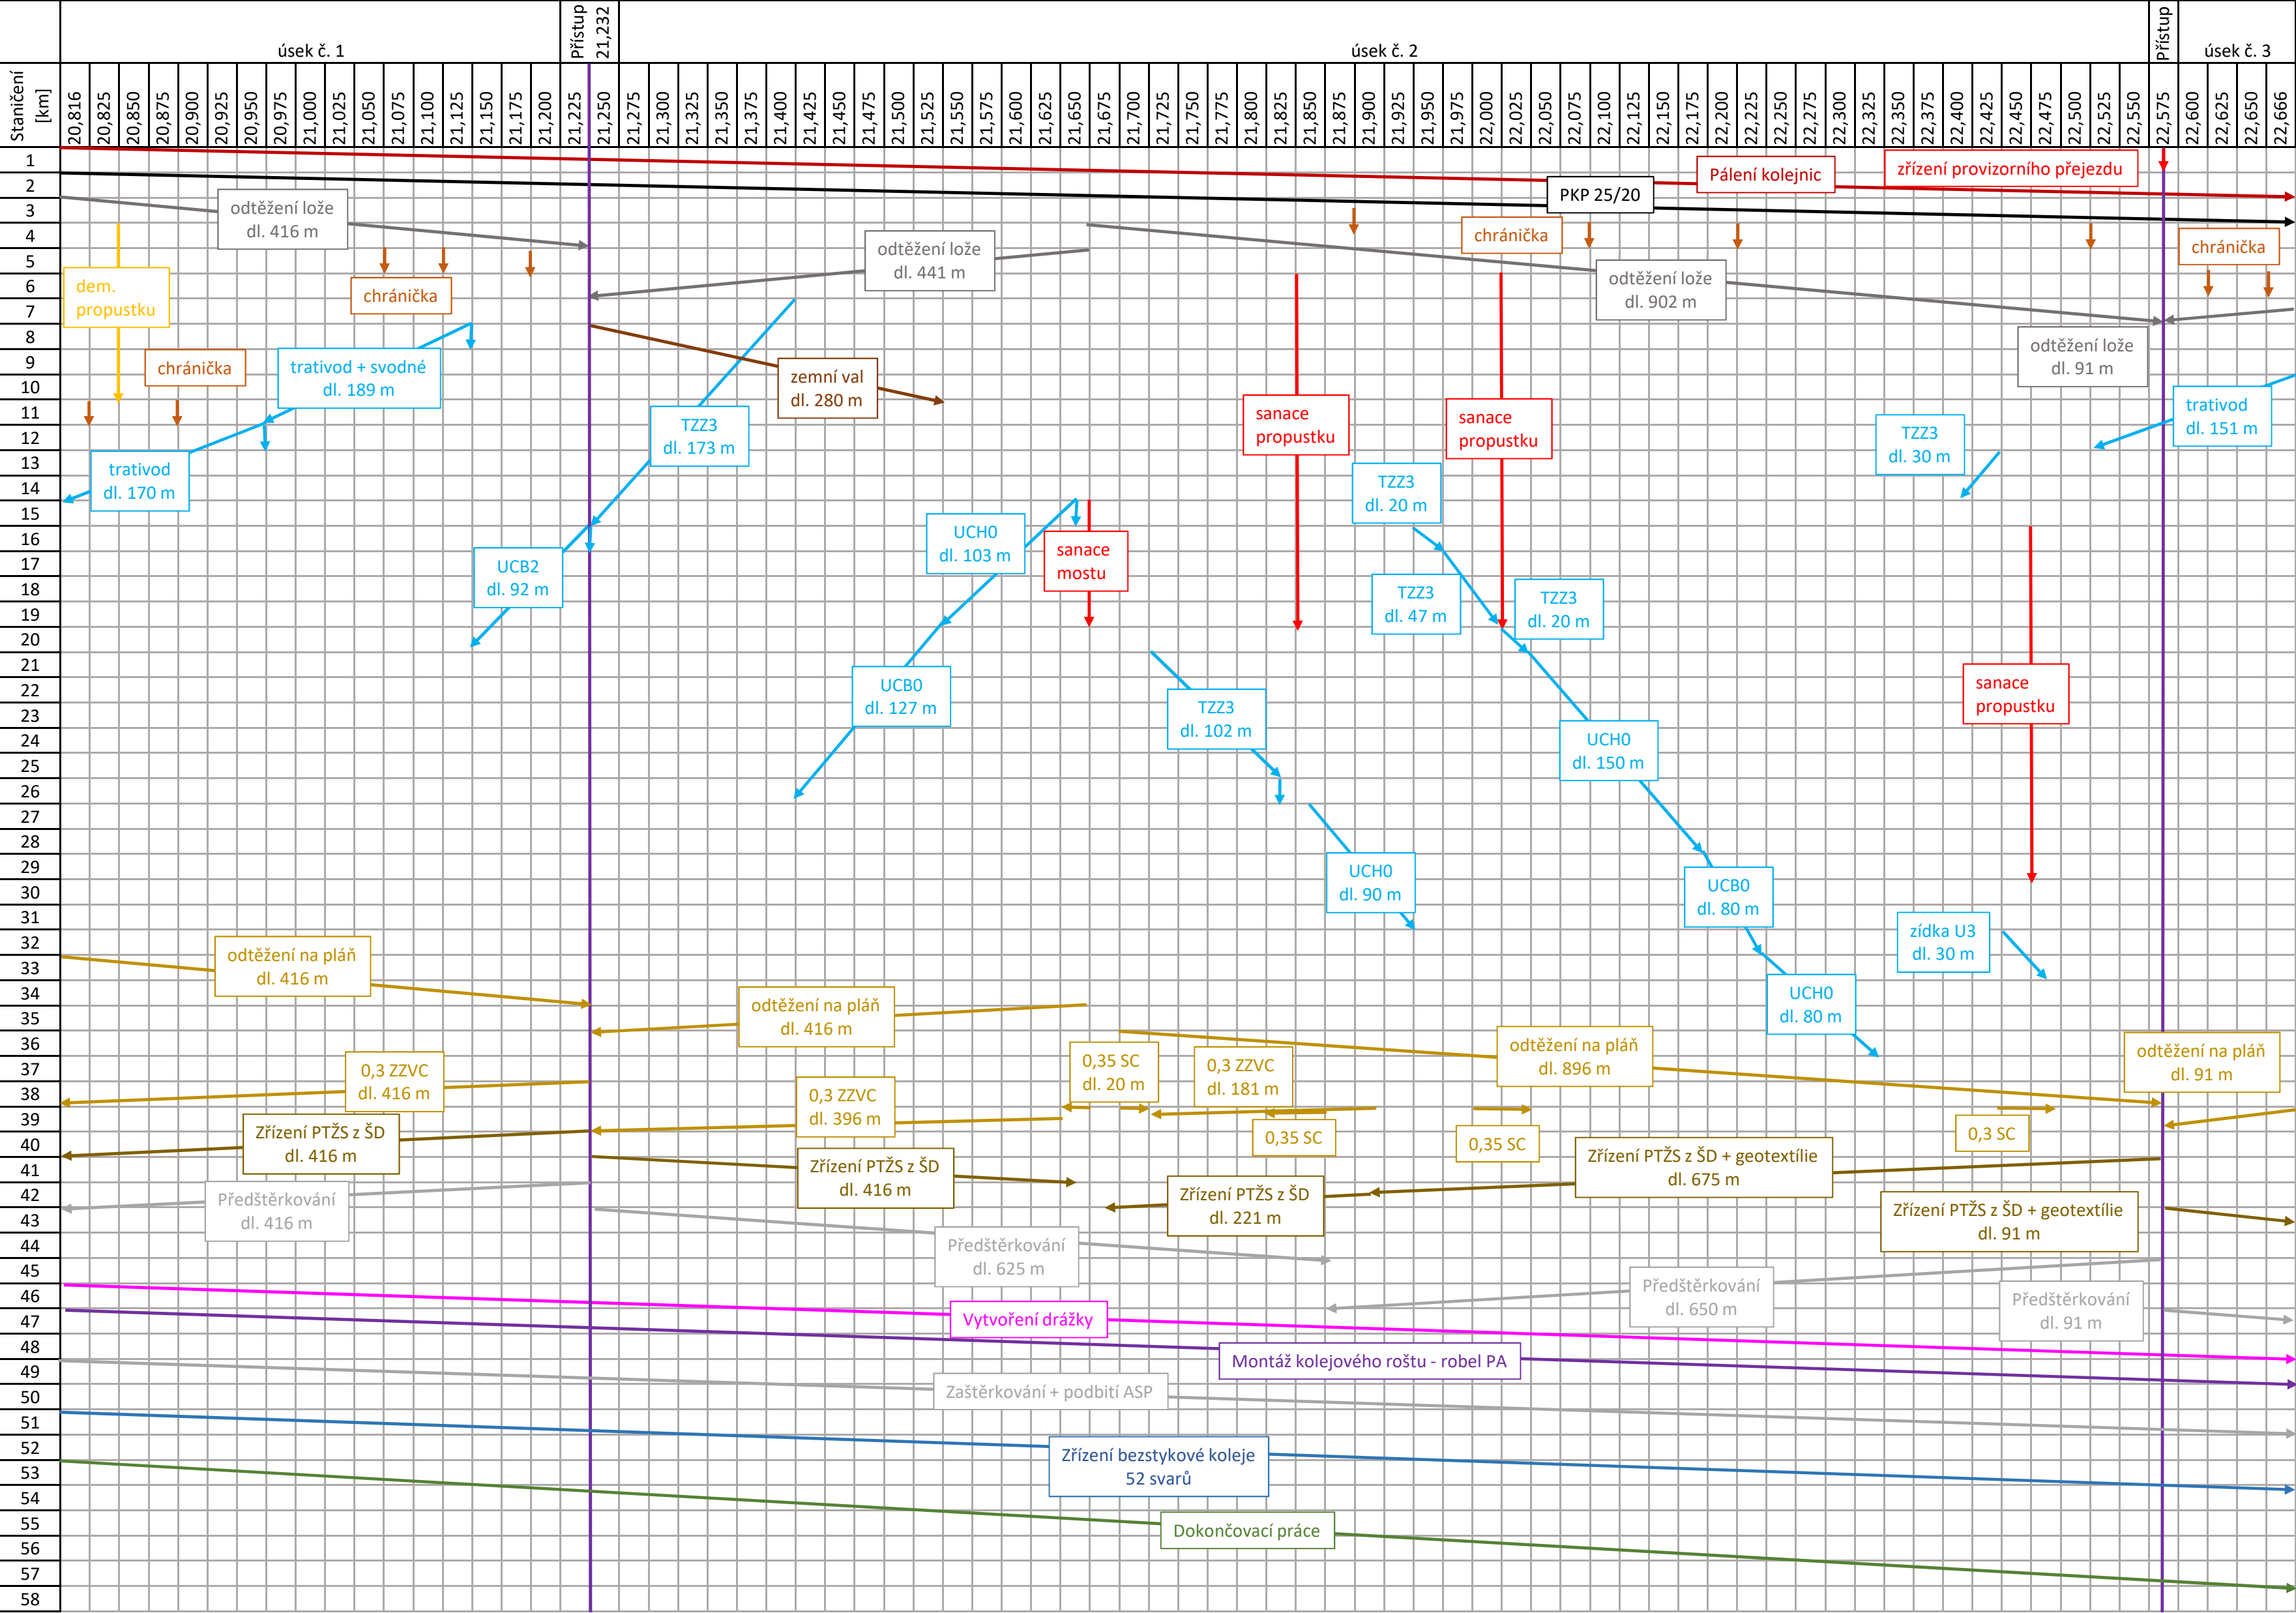 úsek č. 1
Přístup
21,232
úsek č. 2
Přístup
úsek č. 3
Staničení
[km]
20,816
20,825
20,850
20,875
20,900
20,925
20,950
20,975
21,000
21,025
21,050
21,075
21,100
21,125
21,150
21,175
21,200
21,225
21,250
21,275
21,300
21,325
21,350
21,375
21,400
21,425
21,450
21,475
21,500
21,525
21,550
21,575
21,600
21,625
21,650
21,675
21,700
21,725
21,750
21,775
21,800
21,825
21,850
21,875
21,900
21,925
21,950
21,975
22,000
22,025
22,050
22,075
22,100
22,125
22,150
22,175
22,200
22,225
22,250
22,275
22,300
22,325
22,350
22,375
22,400
22,425
22,450
22,475
22,500
22,525
22,550
22,575
22,600
22,625
22,650
22,666
1
2
3
4
5
6
7
8
9
10
11
12
13
14
15
16
17
18
19
20
21
22
23
24
25
26
27
28
29
30
31
32
33
34
35
36
37
38
39
40
41
42
43
44
45
46
47
48
49
50
51
52
53
54
55
56
57
58
Pálení kolejnic
zřízení provizorního přejezdu
PKP 25/20
odtěžení lože
dl. 416 m
odtěžení lože
dl. 441 m
chránička
chránička
odtěžení lože
dl. 902 m
dem.
propustku
chránička
odtěžení lože
dl. 91 m
chránička
trativod + svodné
dl. 189 m
zemní val
dl. 280 m
trativod
dl. 151 m
TZZ3
dl. 173 m
sanace
propustku
sanace
propustku
TZZ3
dl. 30 m
trativod
dl. 170 m
TZZ3
dl. 20 m
UCH0
dl. 103 m
sanace
mostu
UCB2
dl. 92 m
TZZ3
dl. 47 m
TZZ3
dl. 20 m
UCB0
dl. 127 m
sanace
propustku
TZZ3
dl. 102 m
UCH0
dl. 150 m
UCH0
dl. 90 m
UCB0
dl. 80 m
zídka U3
dl. 30 m
odtěžení na pláň
dl. 416 m
UCH0
dl. 80 m
odtěžení na pláň
dl. 416 m
odtěžení na pláň
dl. 896 m
odtěžení na pláň
dl. 91 m
0,3 ZZVC
dl. 416 m
0,35 SC
dl. 20 m
0,3 ZZVC
dl. 181 m
0,3 ZZVC
dl. 396 m
0,35 SC
0,35 SC
0,3 SC
Zřízení PTŽS z ŠD
dl. 416 m
Zřízení PTŽS z ŠD
dl. 416 m
Zřízení PTŽS z ŠD + geotextílie
dl. 675 m
Předštěrkování
dl. 416 m
Zřízení PTŽS z ŠD
dl. 221 m
Zřízení PTŽS z ŠD + geotextílie
dl. 91 m
Předštěrkování
dl. 625 m
Předštěrkování
dl. 650 m
Předštěrkování
dl. 91 m
Vytvoření drážky
Montáž kolejového roštu - robel PA
Zaštěrkování + podbití ASP
Zřízení bezstykové koleje
52 svarů
Dokončovací práce